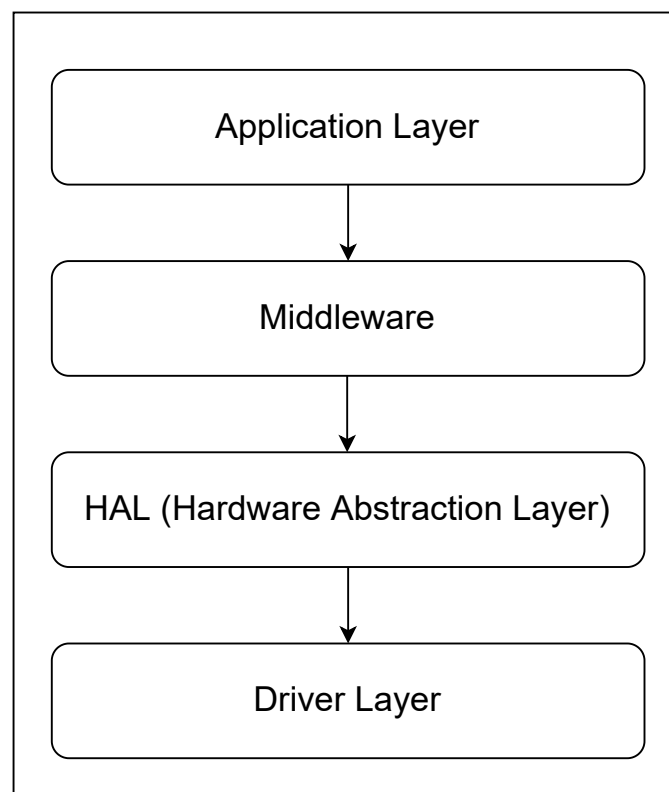 Application Layer
Middleware
HAL (Hardware Abstraction Layer)
Driver Layer